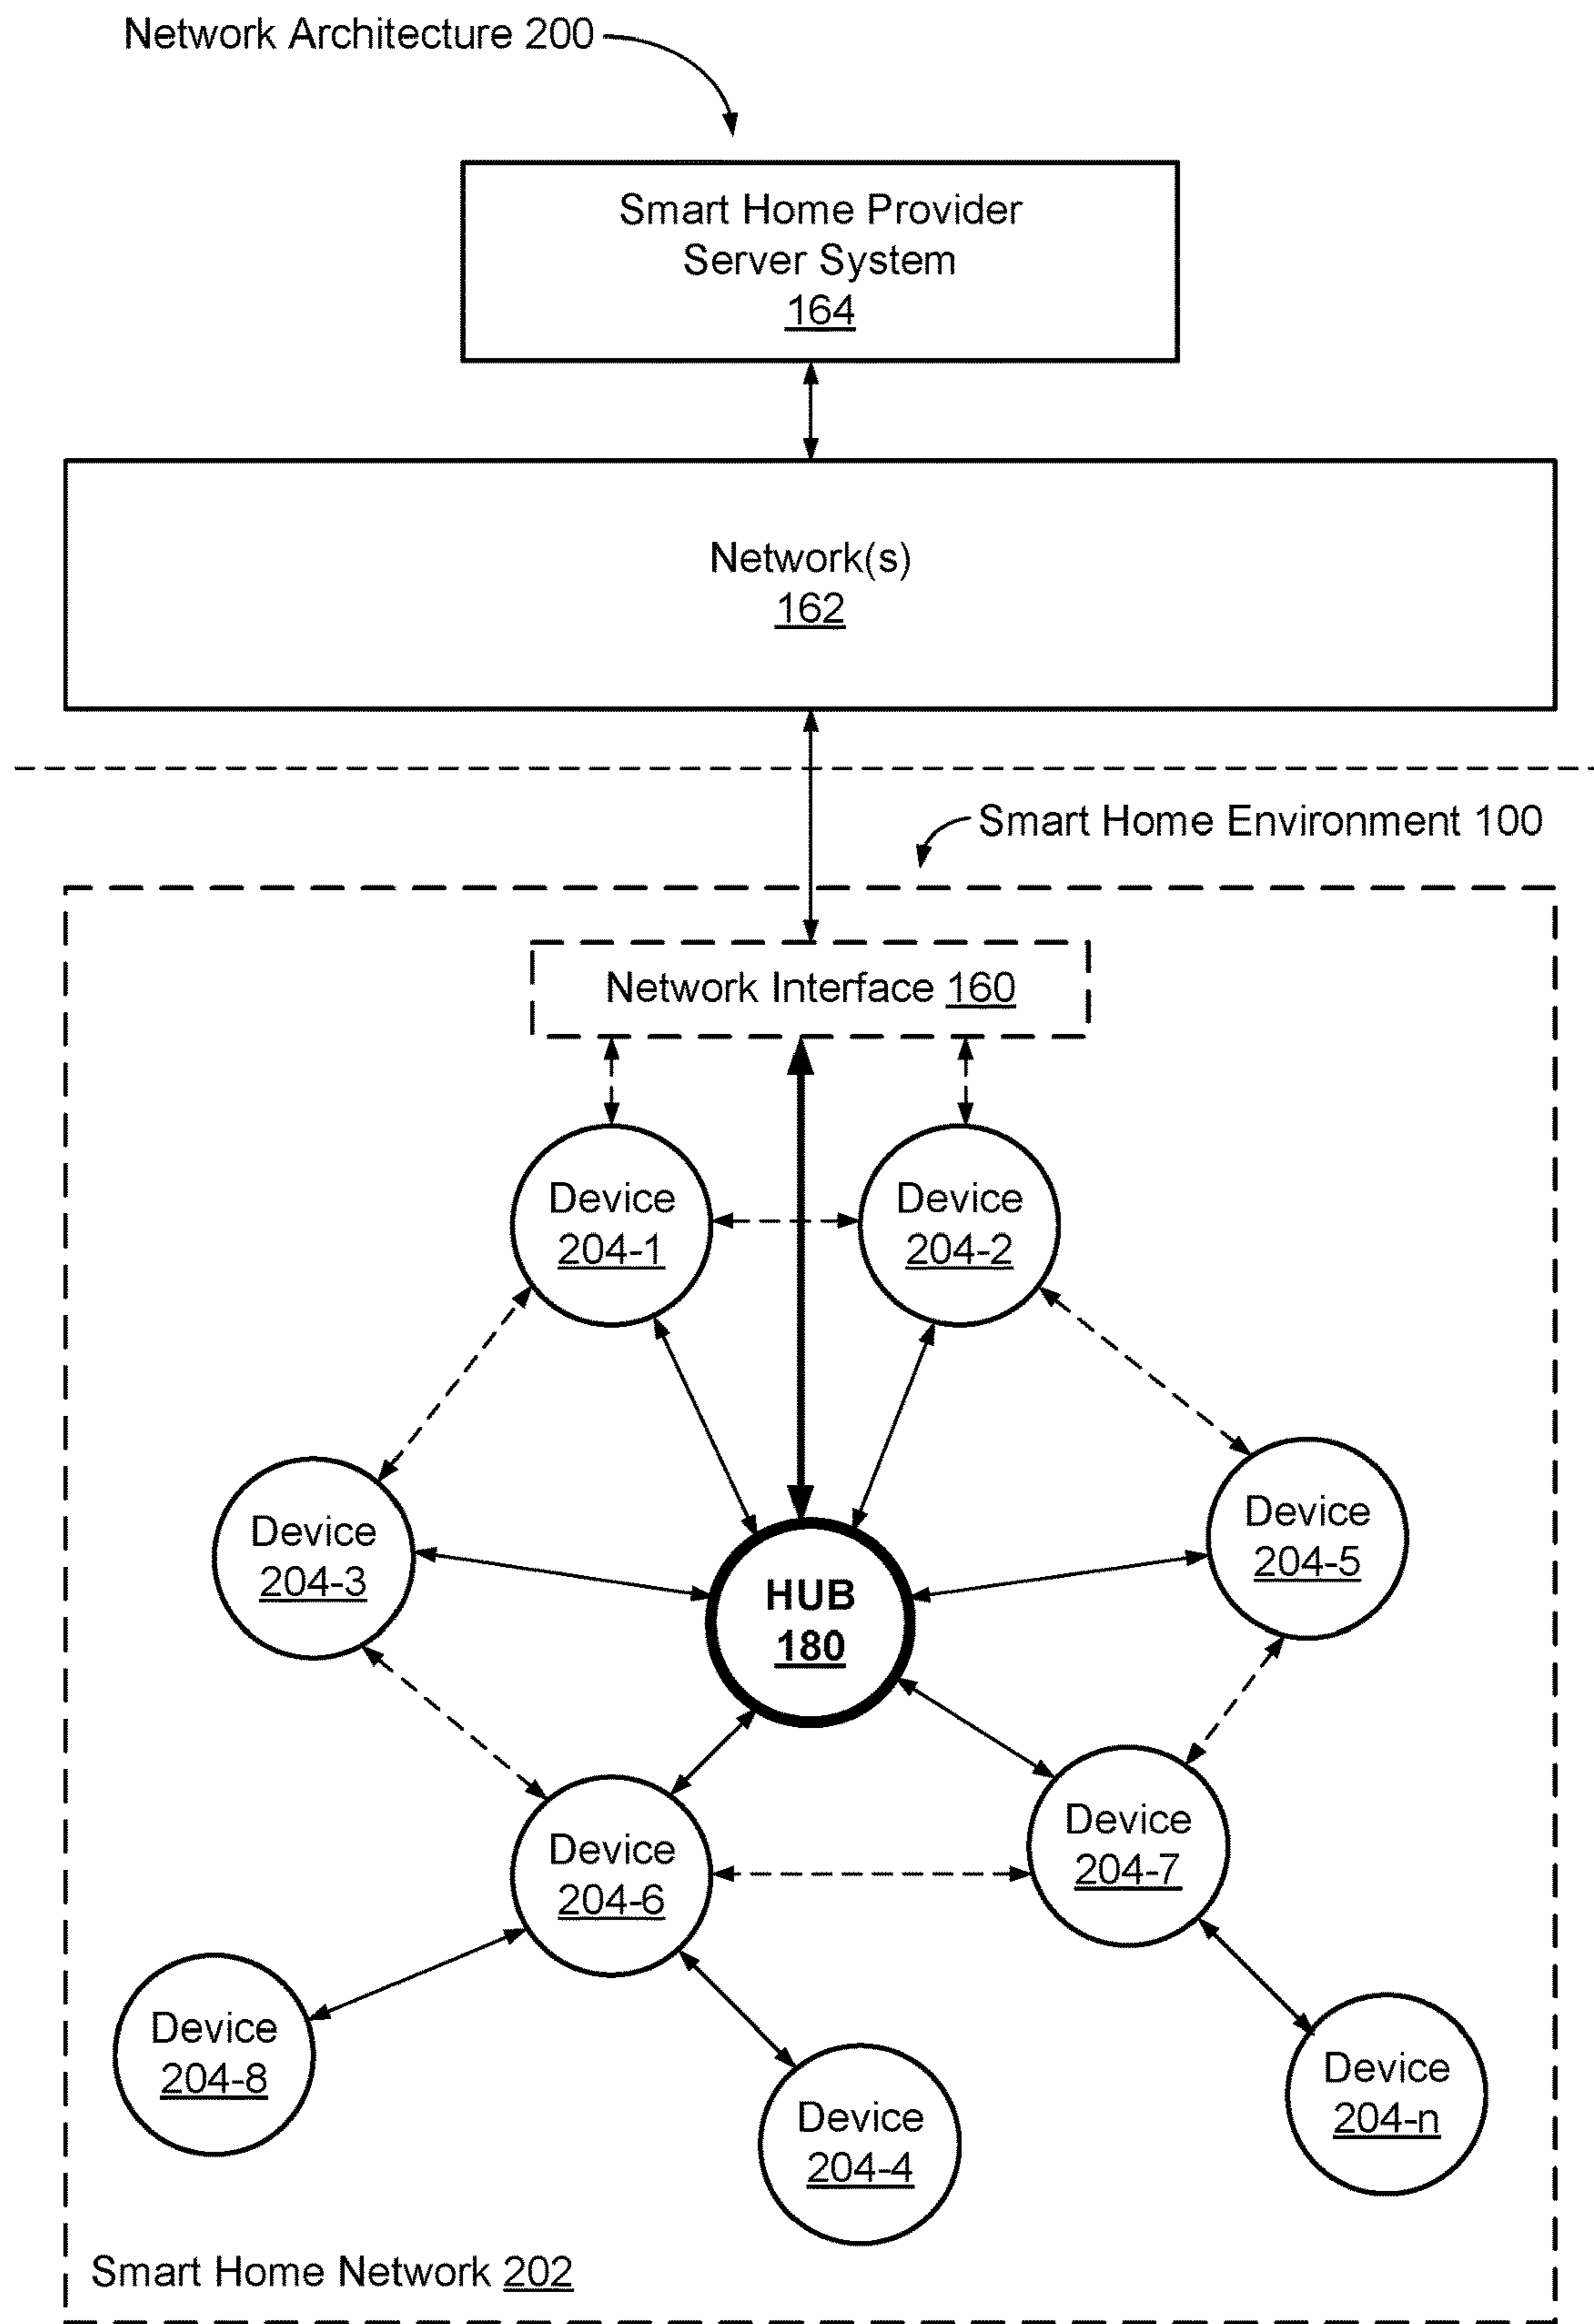 Network Architecture 200
Smart Home Provider
Server System
164
Network(s)
162
Smart Home Environment 100
Network Interface 160
Device
204-1
Device
204-2
Device
204-3
Device
204-5
HUB
180
Device
204-6
Device
204-7
Device
204-8
Device
204-4
Device
204-n
Smart Home Network 202